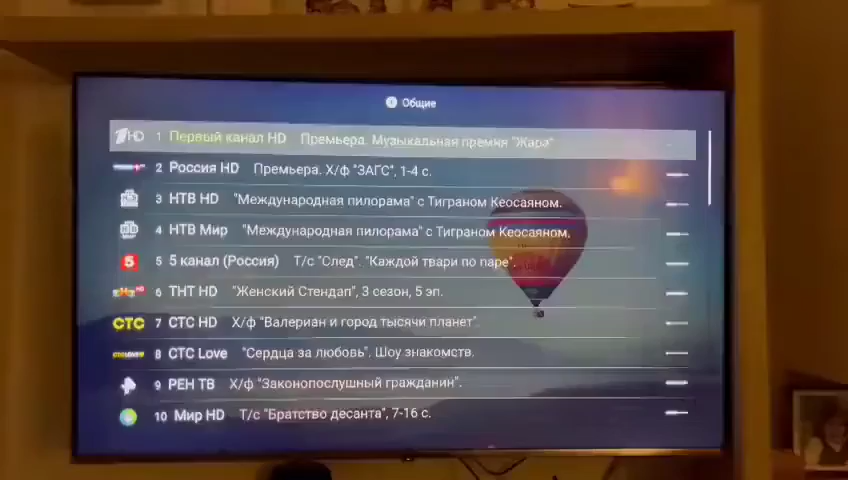 Общие
HD 1 Первый канал HD Премьера. Музыкальная премия "Жара"
2 Россия HD Премьера. Х/ф "ЗАГС", 1-4 с.
3 НТВ HD "Международная пилорама" с Тиграном Кеосаяном.
4 НТВ Мир "Международная пилорама" с Тиграном Кеосаяном.
5 5 5 канал (Россия) Т/с "След". "Каждой твари по паре".
ТНТ HD 6 ТНТ HD "Женский Стендап", 3 сезон, 5 эп.
СТС 7 СТС HD Х/ф "Валериан и город тысячи планет".
8 СТС Love "Сердца за любовь". Шоу знакомств.
9 РЕН ТВ Х/ф "Законопослушный гражданин".
10 Мир HD Т/с "Братство десанта", 7-16 с.